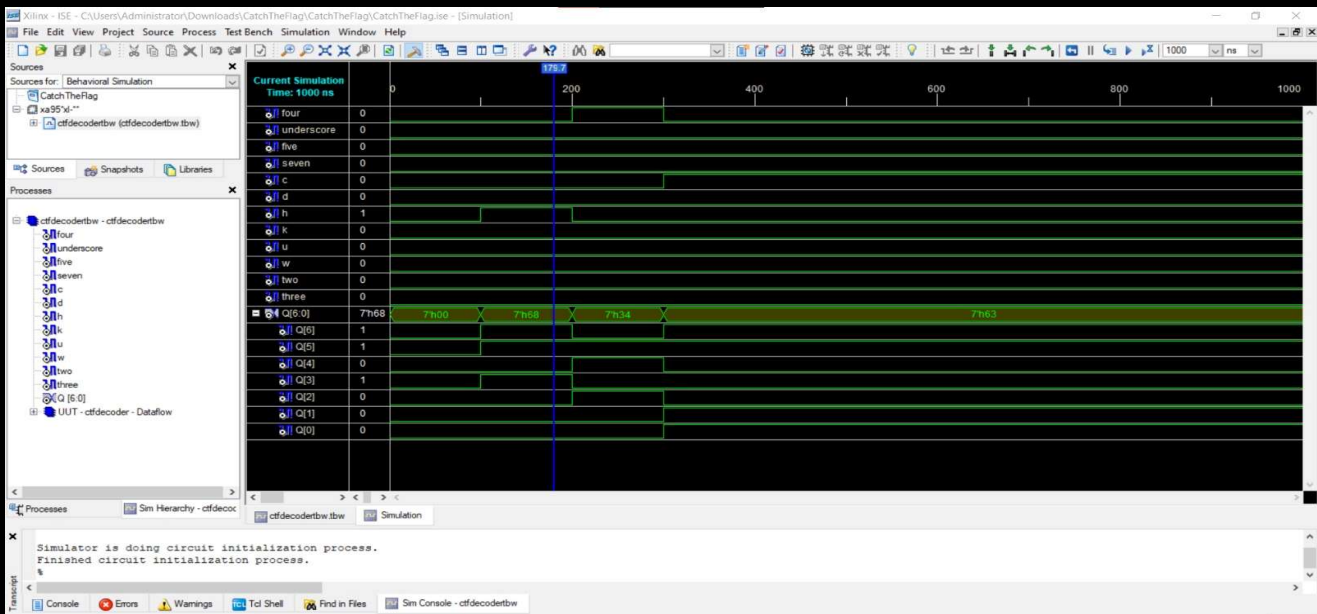 Xilinx - ISE - C:\Users\Administrator\Downloads\CatchTheFlag\CatchTheFlag\CatchTheFlag.ise - [Simulation]
File Edit View Project Source Process Test Bench Simulation Window Help
1000 ns
Sources
Sources for: Behavioral Simulation
CatchTheFlag
xa95*xl-**
ctfdecodertbw (ctfdecodertbw.tbw)
Sources Snapshots Libraries
Processes
ctfdecodertbw - ctfdecodertbw
four
underscore
five
seven
c
d
h
k
u
w
two
three
Q [6:0]
UUT - ctfdecoder - Dataflow
Processes Sim Hierarchy - ctfdecoc
175.7
Current Simulation
Time: 1000 ns
0 200 400 600 800 1000
four 0
underscore 0
five 0
seven 0
c 0
d 0
h 1
k 0
u 0
w 0
two 0
three 0
Q[6:0] 7'h68 7'h00 7'h68 7'h34 7'h63
Q[6] 1
Q[5] 1
Q[4] 0
Q[3] 1
Q[2] 0
Q[1] 0
Q[0] 0
ctfdecodertbw.tbw Simulation
Simulator is doing circuit initialization process.
Finished circuit initialization process.
%
Transcript
Console Errors Warnings Tcl Shell Find in Files Sim Console - ctfdecodertbw